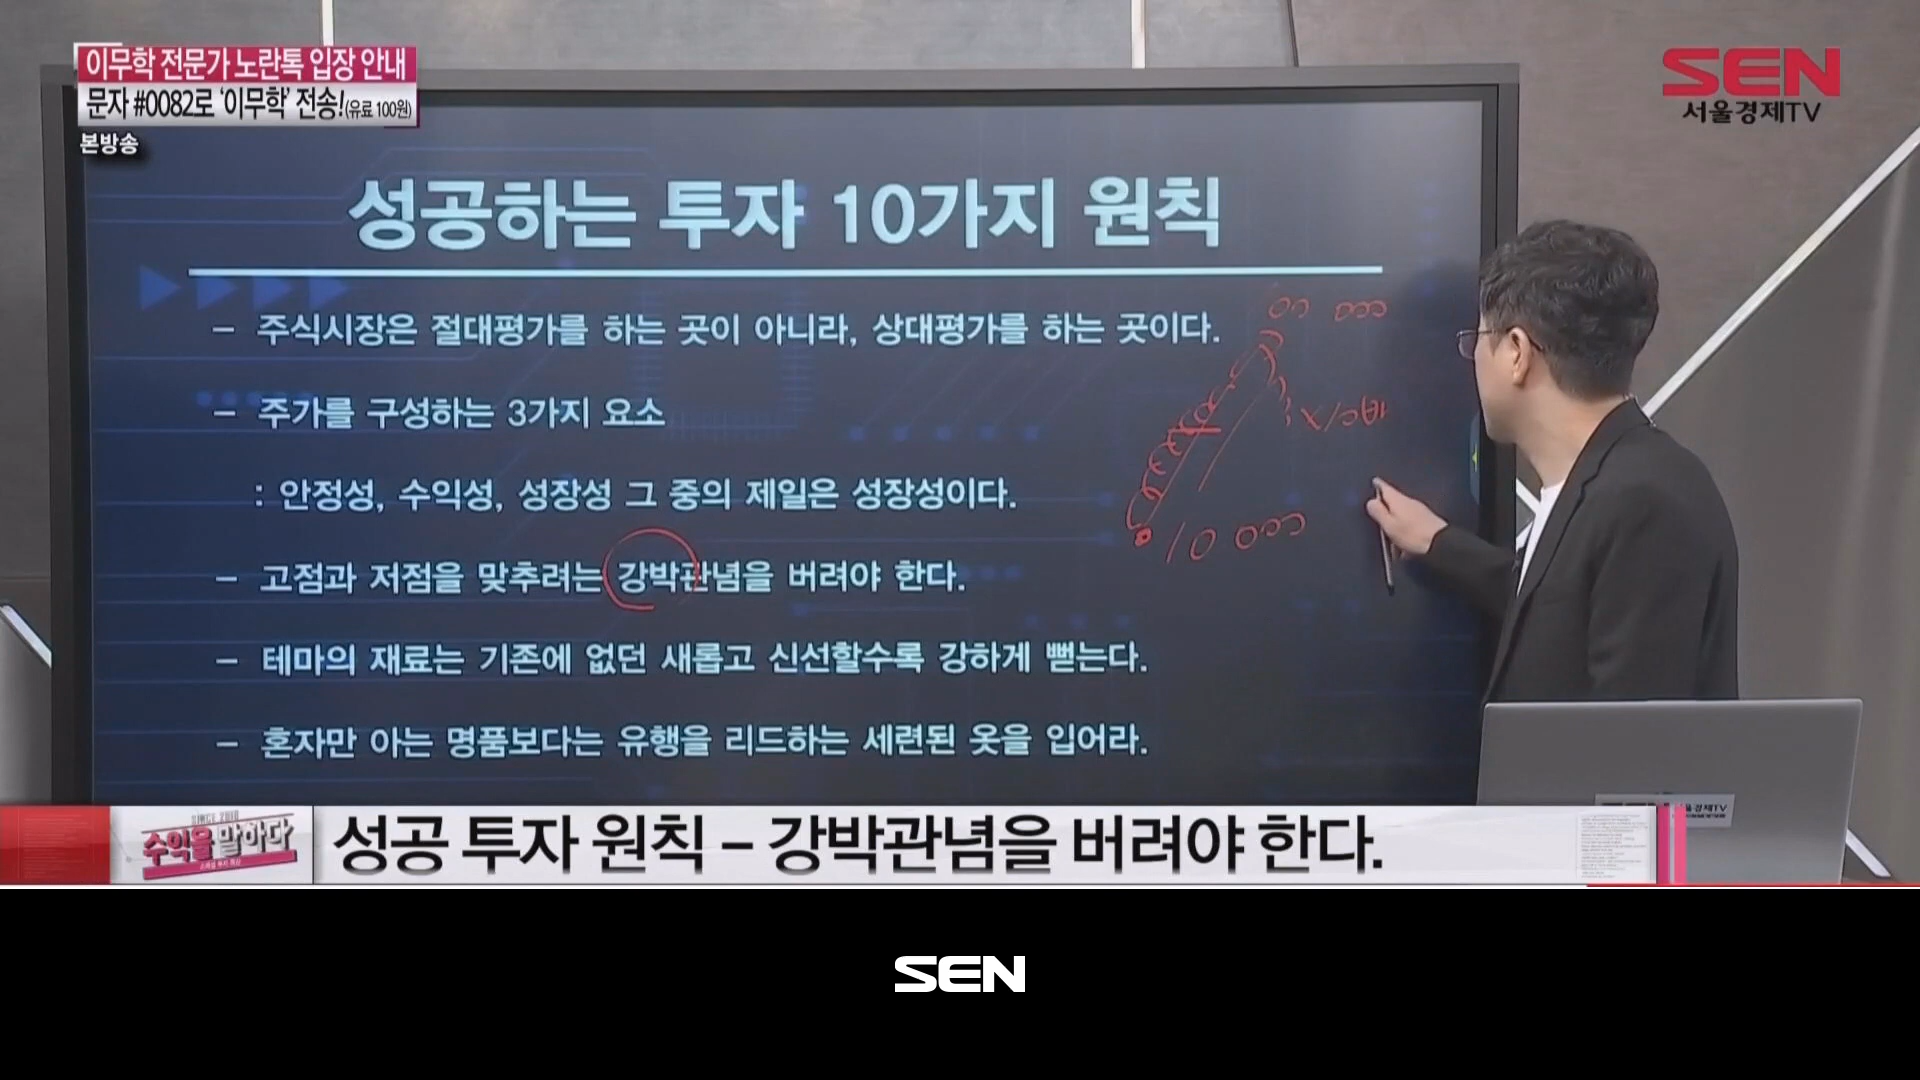 이무학 전문가 노란톡 입장 안내
문자 #0082로 '이무학' 전송!(유료 100원)
본방송
SEN
서울경제TV
성공하는 투자 10가지 원칙
– 주식시장은 절대평가를 하는 곳이 아니라, 상대평가를 하는 곳이다.
– 주가를 구성하는 3가지 요소
: 안정성, 수익성, 성장성 그 중의 제일은 성장성이다.
– 고점과 저점을 맞추려는 강박관념을 버려야 한다.
– 테마의 재료는 기존에 없던 새롭고 신선할수록 강하게 뻗는다.
– 혼자만 아는 명품보다는 유행을 리드하는 세련된 옷을 입어라.
10 000
서울경제TV
수익을 말하다
성공 투자 원칙 – 강박관념을 버려야 한다.
SEN